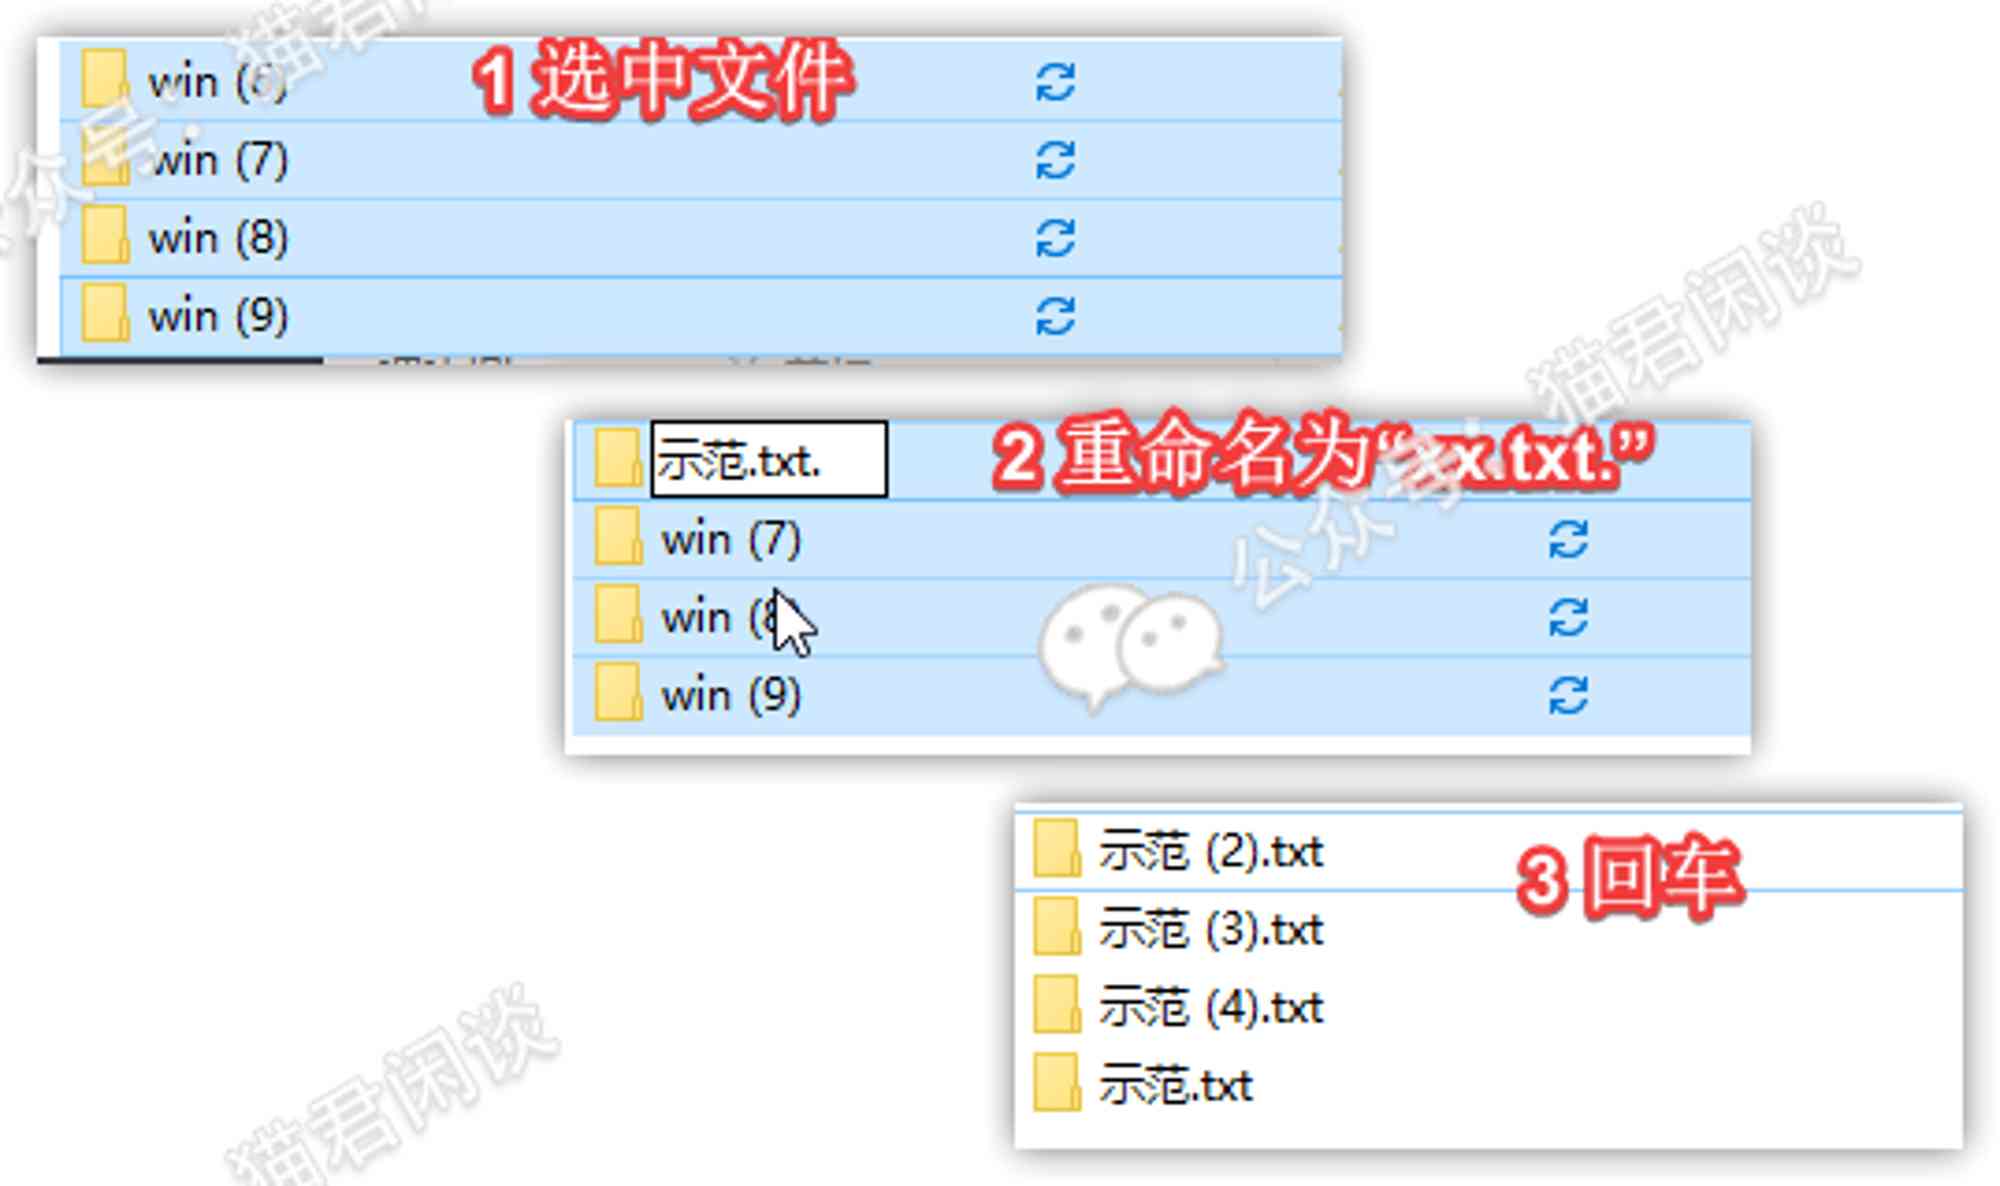 win (6)
1 选中文件
win (7)
win (8)
win (9)
示范.txt.
2 重命名为“xx.txt.”
win (7)
win (8)
win (9)
示范 (2).txt
3 回车
示范 (3).txt
示范 (4).txt
示范.txt
公众号：猫君闲谈
公众号：猫君闲谈
猫君闲谈